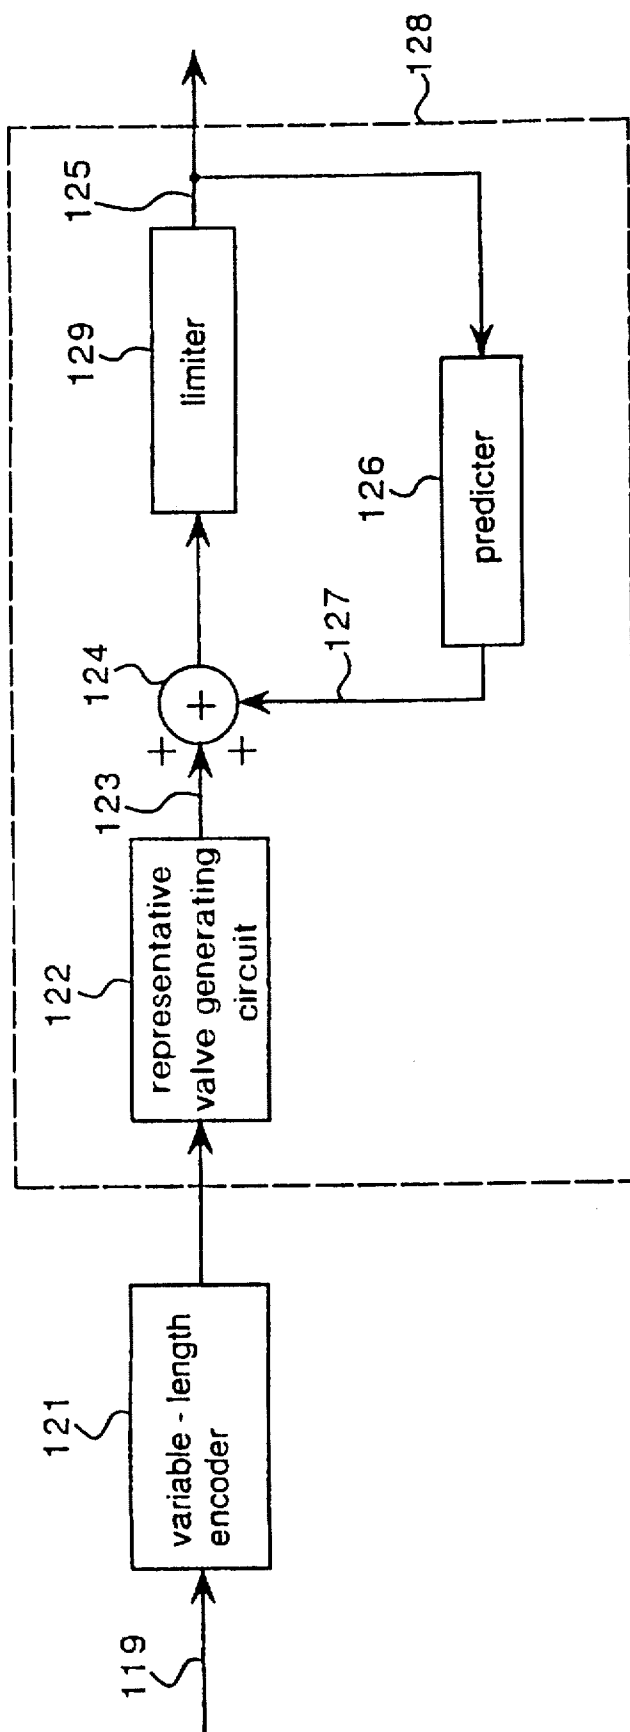 119
121
variable - length
encoder
122
representative
valve generating
circuit
123
+
+
124
+
127
129
limiter
125
126
predicter
128